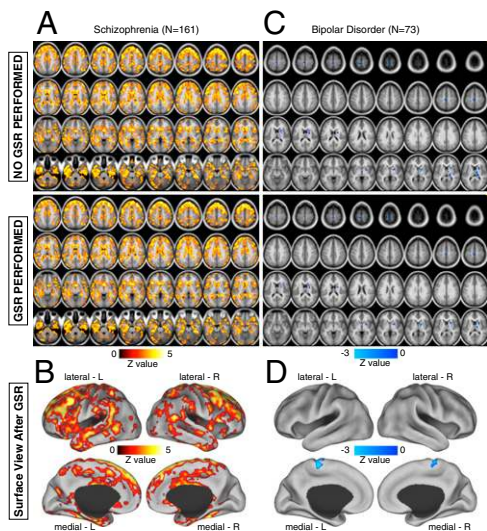 A Schizophrenia (N=161) C Bipolar Disorder (N=73)
NO GSR PERFORMED
GSR PERFORMED
0 5 -3 0
Z value Z value
B lateral - L lateral - R D lateral - L lateral - R
Surface View After GSR
0 5 -3 0
Z value Z value
medial - L medial - R medial - L medial - R